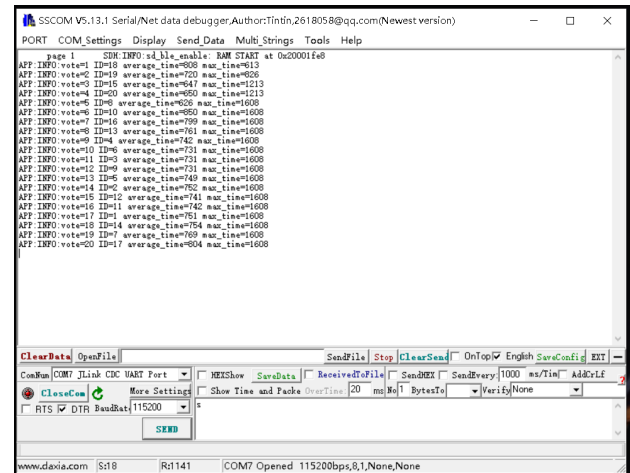 SSCOM V5.13.1 Serial/Net data debugger,Author:Tintin,2618058@qq.com(Newest version)
PORT COM_Settings Display Send_Data Multi_Strings Tools Help
page 1 SDH:INFO:sd_ble_enable: RAM START at 0x20001fe8
APP:INFO:vote=1 ID=18 average_time=808 max_time=613
APP:INFO:vote=2 ID=19 average_time=720 max_time=826
APP:INFO:vote=3 ID=15 average_time=647 max_time=1213
APP:INFO:vote=4 ID=20 average_time=650 max_time=1213
APP:INFO:vote=5 ID=8 average_time=626 max_time=1608
APP:INFO:vote=6 ID=10 average_time=850 max_time=1608
APP:INFO:vote=7 ID=16 average_time=799 max_time=1608
APP:INFO:vote=8 ID=13 average_time=761 max_time=1608
APP:INFO:vote=9 ID=4 average_time=742 max_time=1608
APP:INFO:vote=10 ID=6 average_time=731 max_time=1608
APP:INFO:vote=11 ID=3 average_time=731 max_time=1608
APP:INFO:vote=12 ID=9 average_time=731 max_time=1608
APP:INFO:vote=13 ID=5 average_time=749 max_time=1608
APP:INFO:vote=14 ID=2 average_time=752 max_time=1608
APP:INFO:vote=15 ID=12 average_time=741 max_time=1608
APP:INFO:vote=16 ID=11 average_time=742 max_time=1608
APP:INFO:vote=17 ID=1 average_time=751 max_time=1608
APP:INFO:vote=18 ID=14 average_time=754 max_time=1608
APP:INFO:vote=19 ID=7 average_time=769 max_time=1608
APP:INFO:vote=20 ID=17 average_time=804 max_time=1608
ClearData OpenFile SendFile Stop ClearSend OnTop English SaveConfig EXT
ComNum COM7 JLink CDC UART Port HEXShow SaveData ReceivedToFile SendHEX SendEvery: 1000 ms/Tim AddCrLf
CloseCom More Settings Show Time and Packe OverTime: 20 ms No 1 BytesTo Verify None
RTS DTR BaudRat: 115200 s
SEND
www.daxia.com S:18 R:1141 COM7 Opened 115200bps,8,1,None,None